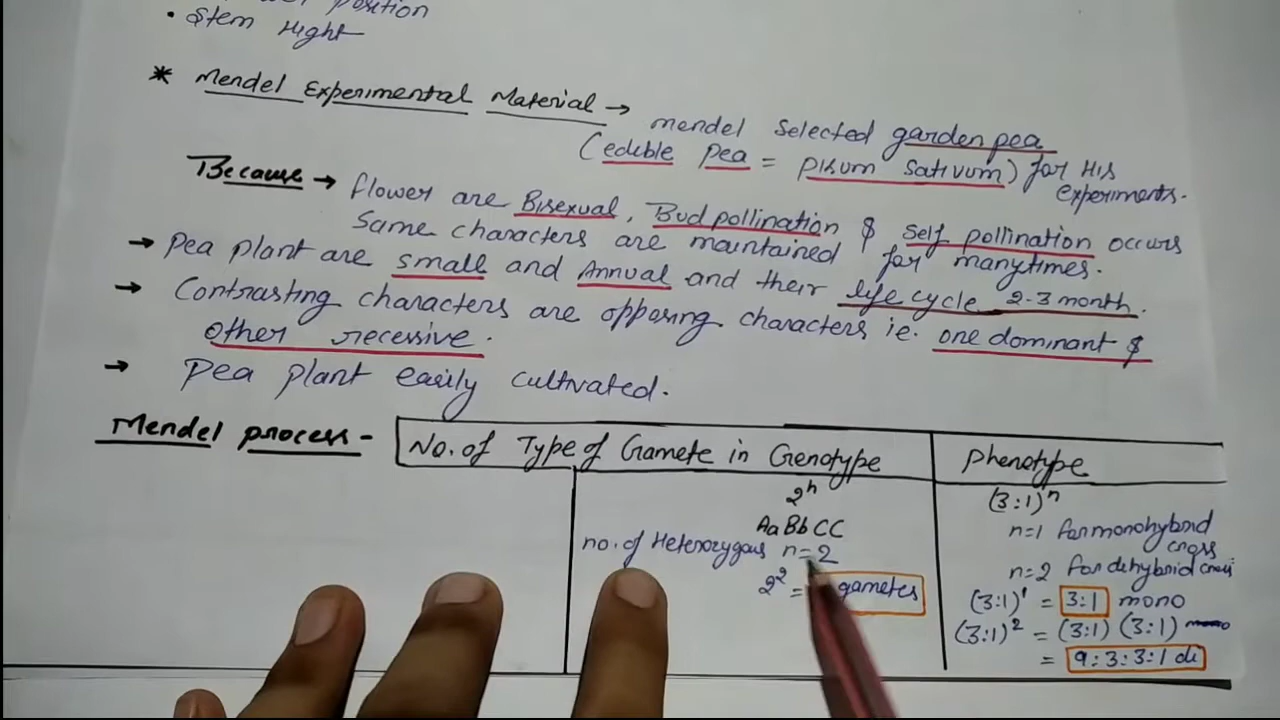 Position
• Stem Hight
* Mendel Experimental Material →
mendel selected garden pea
(edible pea = pisum sativum) for His
experiments.
Because → flower are Bisexual, Bud pollination & self pollination occurs
Same characters are maintained for manytimes.
→ Pea plant are small and Annual and their life cycle 2-3 month.
→ Contrasting characters are opposing characters ie. one dominant &
other recessive.
→ Pea plant easily cultivated.
Mendel process-
No. of Type of Gamete in Genotype
2ⁿ
AaBbCC
no. of Heterozygous n=2
2² = gametes
Phenotype
(3:1)ⁿ
n=1 for monohybrid
cross
n=2 for dehybrid cross
(3:1)¹ = 3:1 mono
(3:1)² = (3:1) (3:1)
= 9:3:3:1 di